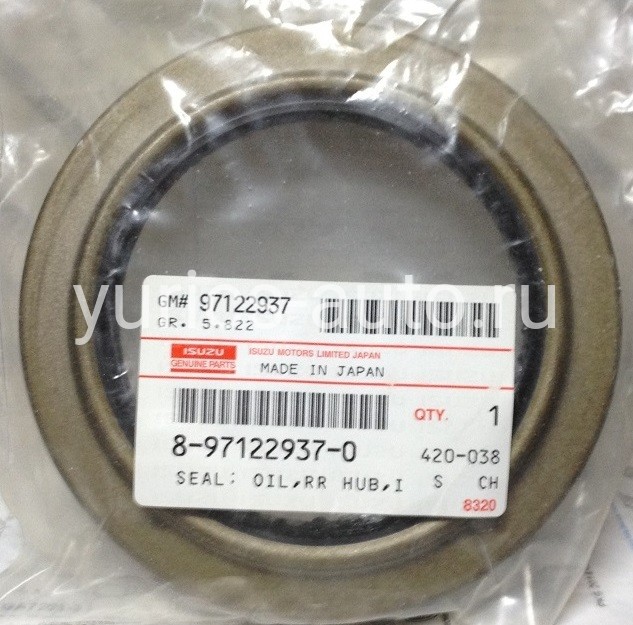 GM# 97122937
GR. 5.822
yuries-auto.ru
ISUZU
GENUINE PARTS
ISUZU MOTORS LIMITED JAPAN
MADE IN JAPAN
QTY. 1
8-97122937-0 420-038
SEAL; OIL,RR HUB,I S CH
8320